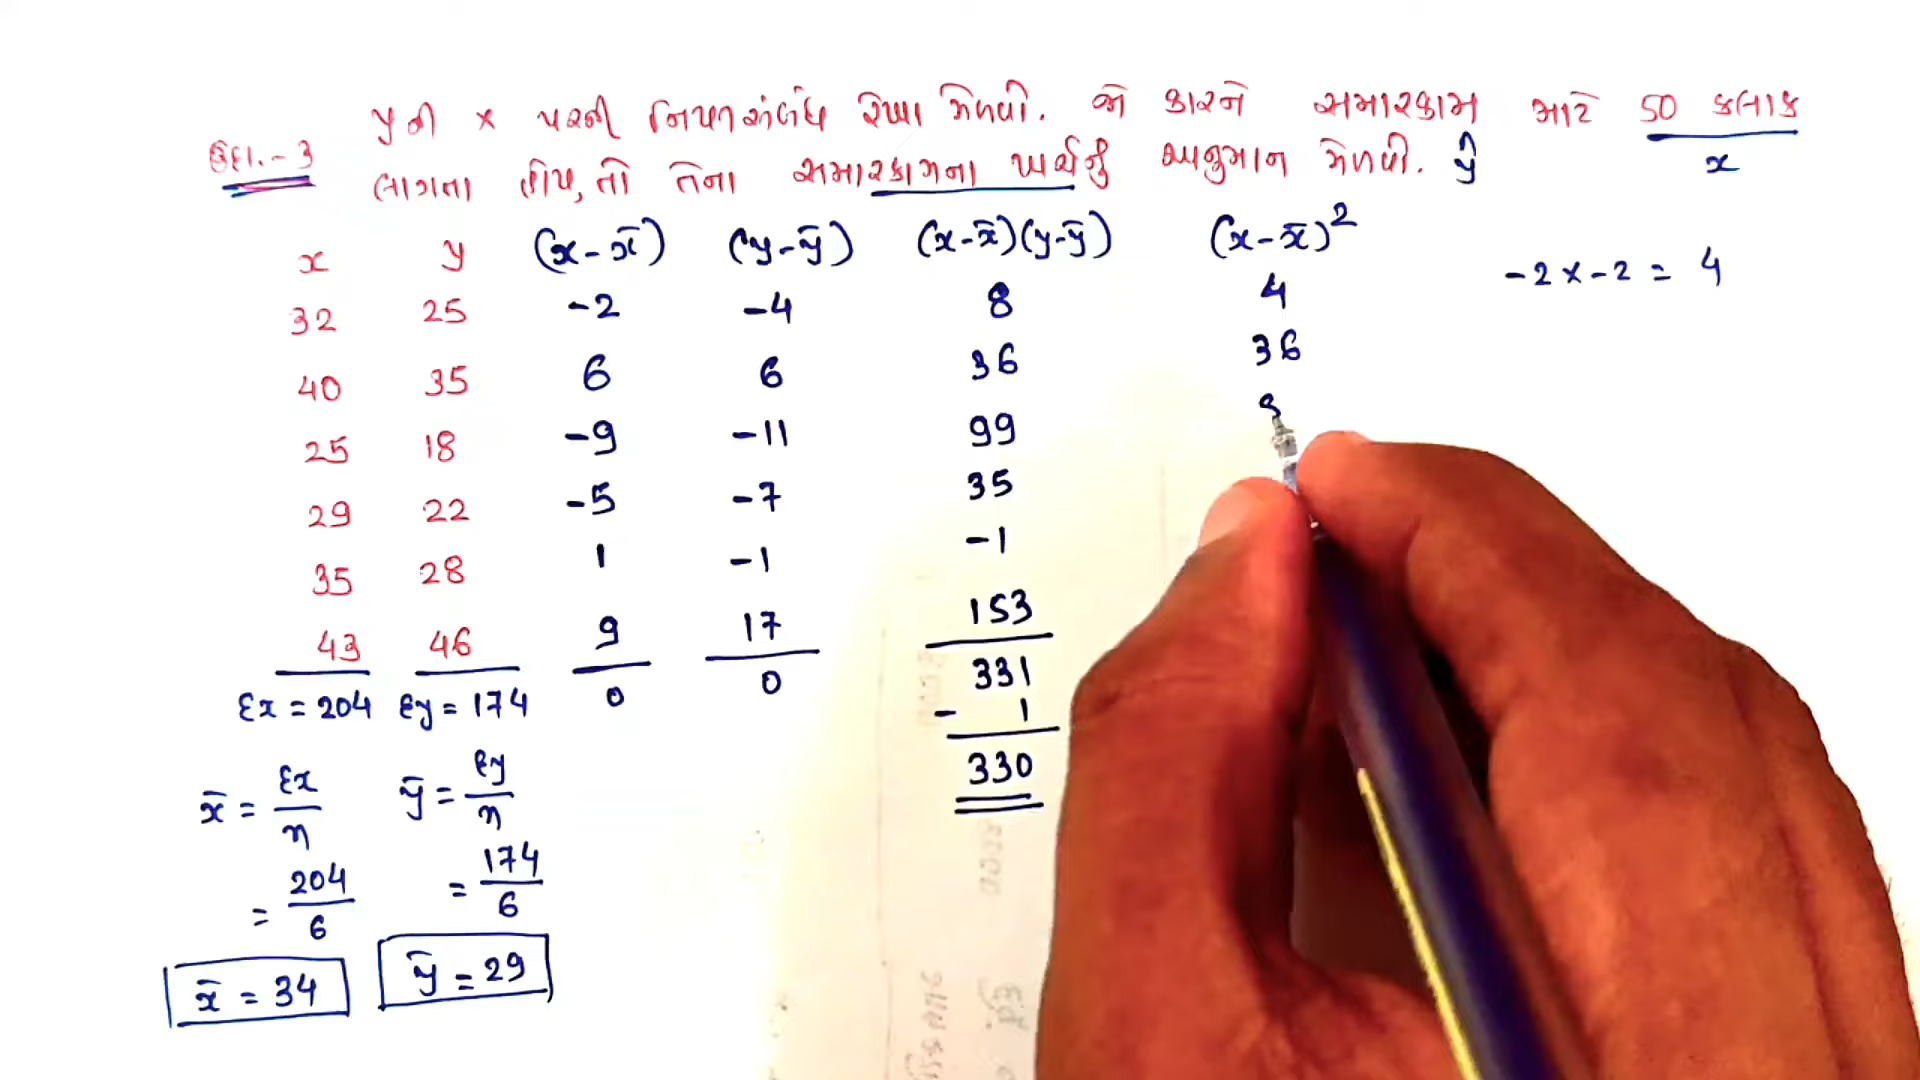 ઉદા.-૩ y ની x પરની નિયતસંબંધ રેખા મેળવો. જો કારને સમારકામ માટે 50 કલાક
લાગતા હોય, તો તેના સમારકામના ખર્ચનું અનુમાન મેળવો. ŷ x
x y (x-x̄) (y-ȳ) (x-x̄)(y-ȳ) (x-x̄)²
32 25 -2 -4 8 4 -2×-2 = 4
40 35 6 6 36 36
25 18 -9 -11 99
29 22 -5 -7 35
35 28 1 -1 -1
43 46 9 17 153
Σx = 204 Σy = 174 0 0 331
- 1
330
x̄ = Σx/n ȳ = Σy/n
= 204/6 = 174/6
x̄ = 34 ȳ = 29